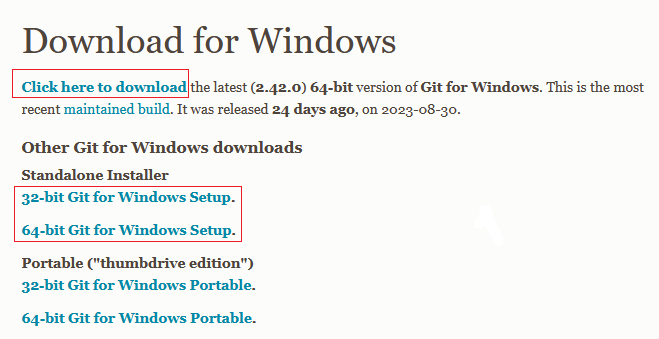 Download for Windows
Click here to download the latest (2.42.0) 64-bit version of Git for Windows. This is the most
recent maintained build. It was released 24 days ago, on 2023-08-30.
Other Git for Windows downloads
Standalone Installer
32-bit Git for Windows Setup.
64-bit Git for Windows Setup.
Portable ("thumbdrive edition")
32-bit Git for Windows Portable.
64-bit Git for Windows Portable.